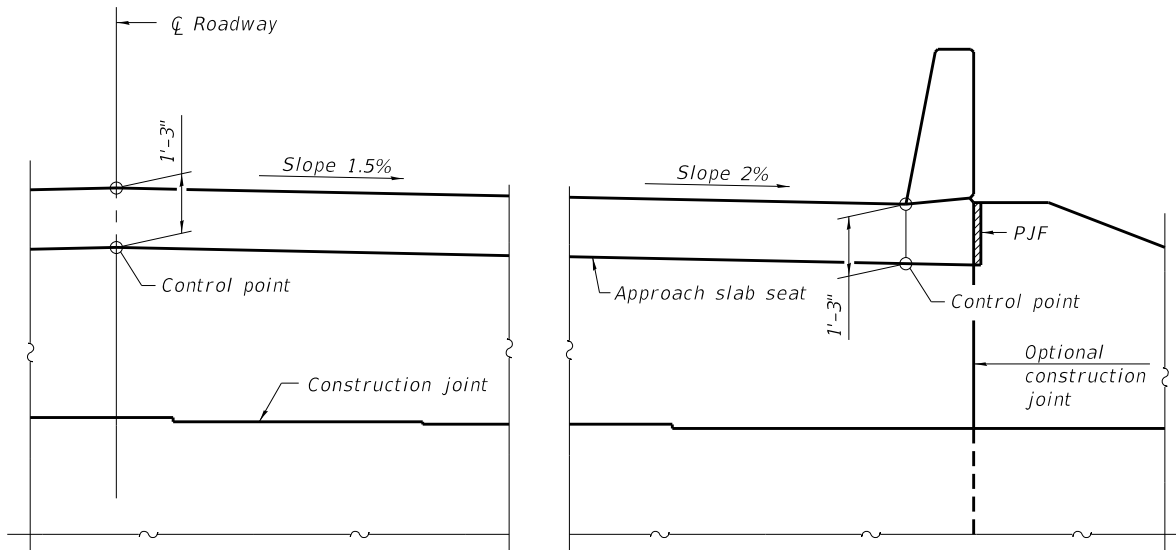 ℄ Roadway
1'-3"
Slope 1.5%
Slope 2%
PJF
Control point
Approach slab seat
1'-3"
Control point
Optional
construction
joint
Construction joint